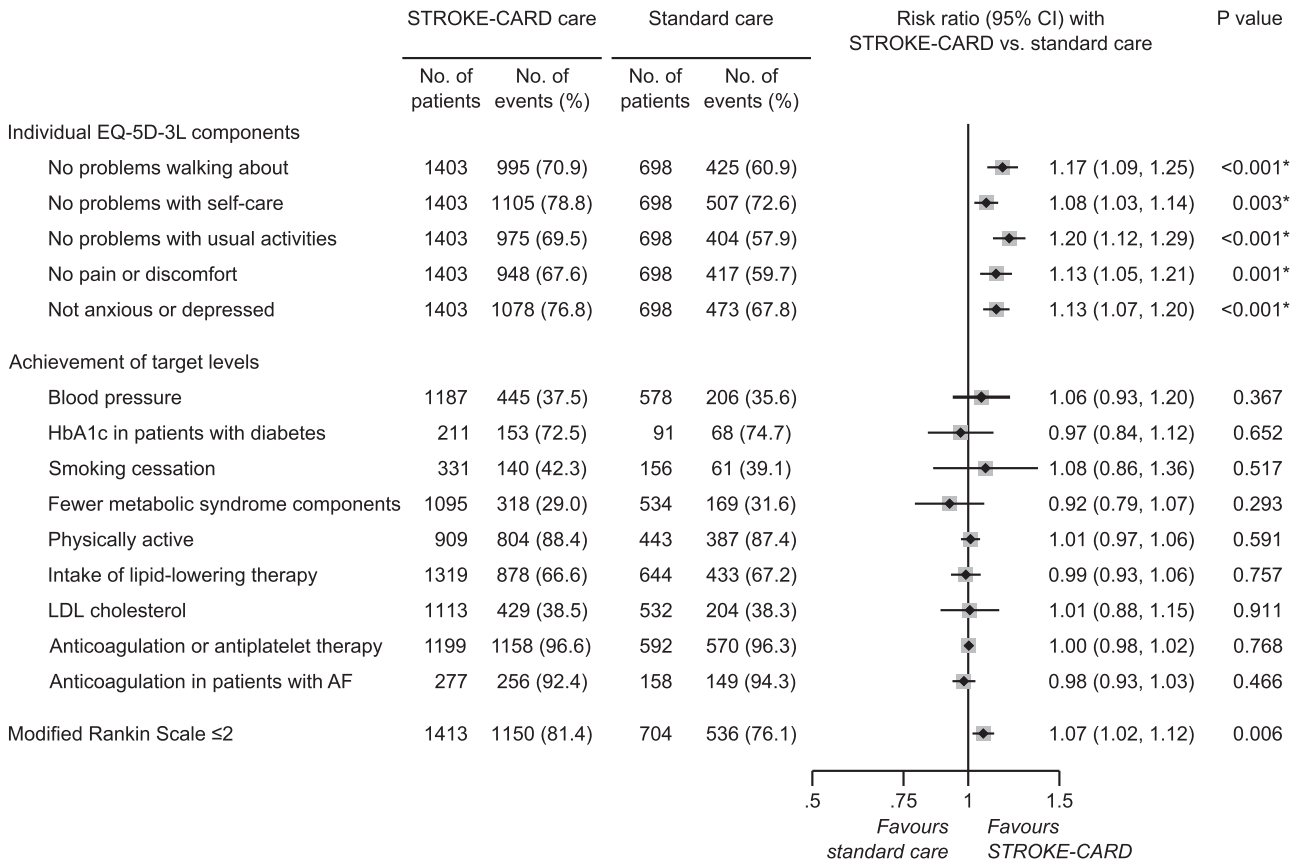 STROKE-CARD care Standard care Risk ratio (95% CI) with P value
STROKE-CARD vs. standard care
No. of No. of No. of No. of
patients events (%) patients events (%)
Individual EQ-5D-3L components
No problems walking about 1403 995 (70.9) 698 425 (60.9) 1.17 (1.09, 1.25) <0.001*
No problems with self-care 1403 1105 (78.8) 698 507 (72.6) 1.08 (1.03, 1.14) 0.003*
No problems with usual activities 1403 975 (69.5) 698 404 (57.9) 1.20 (1.12, 1.29) <0.001*
No pain or discomfort 1403 948 (67.6) 698 417 (59.7) 1.13 (1.05, 1.21) 0.001*
Not anxious or depressed 1403 1078 (76.8) 698 473 (67.8) 1.13 (1.07, 1.20) <0.001*
Achievement of target levels
Blood pressure 1187 445 (37.5) 578 206 (35.6) 1.06 (0.93, 1.20) 0.367
HbA1c in patients with diabetes 211 153 (72.5) 91 68 (74.7) 0.97 (0.84, 1.12) 0.652
Smoking cessation 331 140 (42.3) 156 61 (39.1) 1.08 (0.86, 1.36) 0.517
Fewer metabolic syndrome components 1095 318 (29.0) 534 169 (31.6) 0.92 (0.79, 1.07) 0.293
Physically active 909 804 (88.4) 443 387 (87.4) 1.01 (0.97, 1.06) 0.591
Intake of lipid-lowering therapy 1319 878 (66.6) 644 433 (67.2) 0.99 (0.93, 1.06) 0.757
LDL cholesterol 1113 429 (38.5) 532 204 (38.3) 1.01 (0.88, 1.15) 0.911
Anticoagulation or antiplatelet therapy 1199 1158 (96.6) 592 570 (96.3) 1.00 (0.98, 1.02) 0.768
Anticoagulation in patients with AF 277 256 (92.4) 158 149 (94.3) 0.98 (0.93, 1.03) 0.466
Modified Rankin Scale ≤2 1413 1150 (81.4) 704 536 (76.1) 1.07 (1.02, 1.12) 0.006
.5 .75 1 1.5
Favours Favours
standard care STROKE-CARD